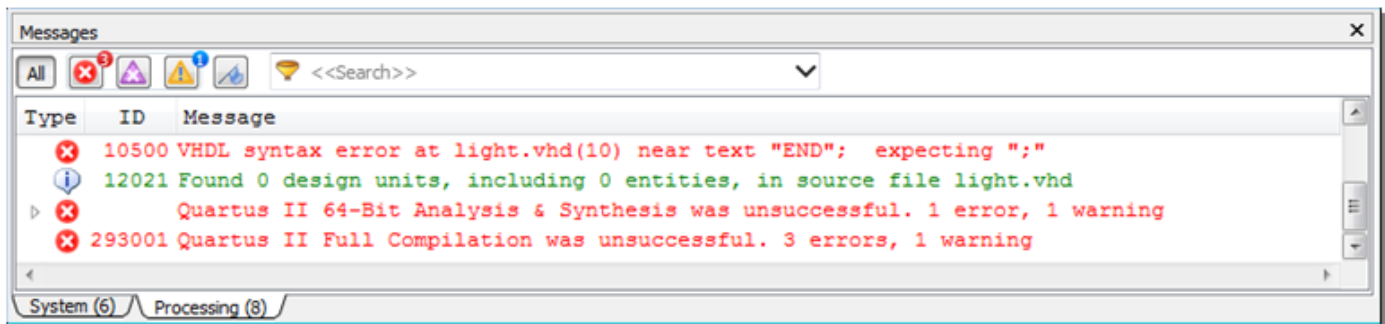 Messages
All 3 1 <<Search>>
Type ID Message
10500 VHDL syntax error at light.vhd(10) near text "END"; expecting ";"
12021 Found 0 design units, including 0 entities, in source file light.vhd
Quartus II 64-Bit Analysis & Synthesis was unsuccessful. 1 error, 1 warning
293001 Quartus II Full Compilation was unsuccessful. 3 errors, 1 warning
System (6) Processing (8)